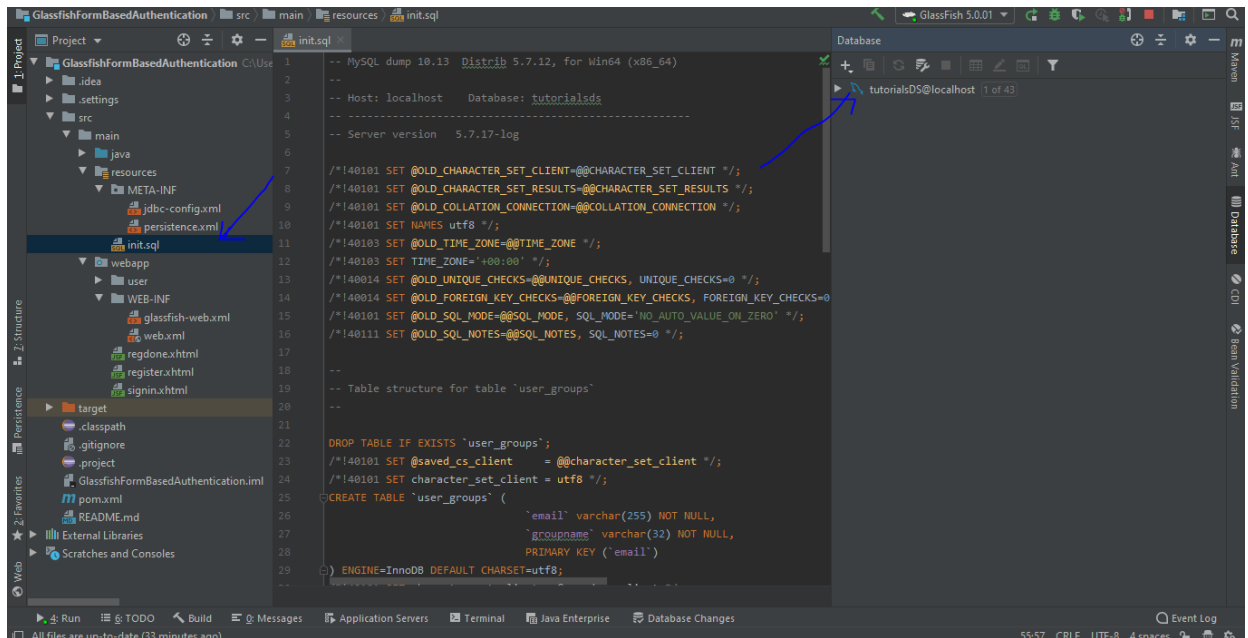 GlassfishFormBasedAuthentication src main resources init.sql
GlassFish 5.0.01
Project
init.sql
Database
1: Project
GlassfishFormBasedAuthentication C:\Use
.idea
.settings
src
main
java
resources
META-INF
jdbc-config.xml
persistence.xml
init.sql
webapp
user
WEB-INF
glassfish-web.xml
web.xml
regdone.xhtml
register.xhtml
signin.xhtml
target
.classpath
.gitignore
.project
GlassfishFormBasedAuthentication.iml
pom.xml
README.md
External Libraries
Scratches and Consoles
7: Structure
Persistence
2: Favorites
Web
1 -- MySQL dump 10.13  Distrib 5.7.12, for Win64 (x86_64)
2 --
3 -- Host: localhost    Database: tutorialsds
4 -- ------------------------------------------------------
5 -- Server version   5.7.17-log
6
7 /*!40101 SET @OLD_CHARACTER_SET_CLIENT=@@CHARACTER_SET_CLIENT */;
8 /*!40101 SET @OLD_CHARACTER_SET_RESULTS=@@CHARACTER_SET_RESULTS */;
9 /*!40101 SET @OLD_COLLATION_CONNECTION=@@COLLATION_CONNECTION */;
10 /*!40101 SET NAMES utf8 */;
11 /*!40103 SET @OLD_TIME_ZONE=@@TIME_ZONE */;
12 /*!40103 SET TIME_ZONE='+00:00' */;
13 /*!40014 SET @OLD_UNIQUE_CHECKS=@@UNIQUE_CHECKS, UNIQUE_CHECKS=0 */;
14 /*!40014 SET @OLD_FOREIGN_KEY_CHECKS=@@FOREIGN_KEY_CHECKS, FOREIGN_KEY_CHECKS=0
15 /*!40101 SET @OLD_SQL_MODE=@@SQL_MODE, SQL_MODE='NO_AUTO_VALUE_ON_ZERO' */;
16 /*!40111 SET @OLD_SQL_NOTES=@@SQL_NOTES, SQL_NOTES=0 */;
17
18 --
19 -- Table structure for table `user_groups`
20 --
21
22 DROP TABLE IF EXISTS `user_groups`;
23 /*!40101 SET @saved_cs_client     = @@character_set_client */;
24 /*!40101 SET character_set_client = utf8 */;
25 CREATE TABLE `user_groups` (
26 `email` varchar(255) NOT NULL,
27 `groupname` varchar(32) NOT NULL,
28 PRIMARY KEY (`email`)
29 ) ENGINE=InnoDB DEFAULT CHARSET=utf8;
tutorialsDS@localhost 1 of 43
Maven
JSF
Ant
Database
CDI
Bean Validation
4: Run 6: TODO Build 0: Messages Application Servers Terminal Java Enterprise Database Changes Event Log
All files are up-to-date (33 minutes ago) 55:57 CRLF UTF-8 4 spaces